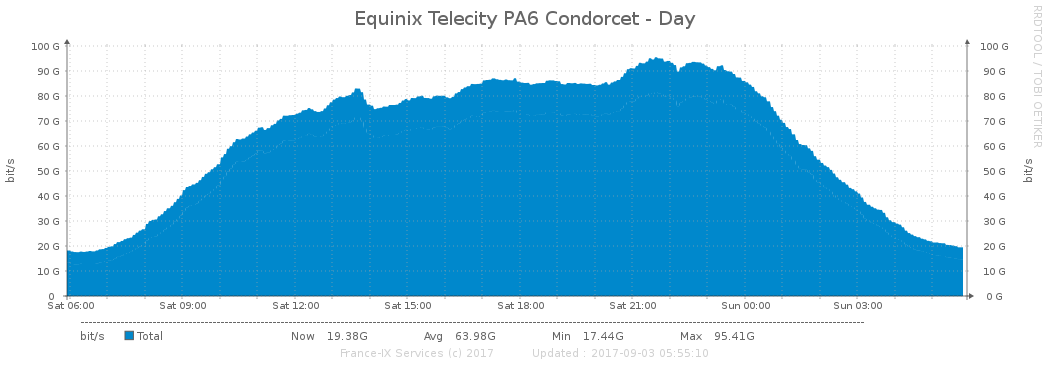 Equinix Telecity PA6 Condorcet - Day
RRDTOOL / TOBI OETIKER
bit/s
100 G
90 G
80 G
70 G
60 G
50 G
40 G
30 G
20 G
10 G
0
100 G
90 G
80 G
70 G
60 G
50 G
40 G
30 G
20 G
10 G
0 G
bit/s
Sat 06:00 Sat 09:00 Sat 12:00 Sat 15:00 Sat 18:00 Sat 21:00 Sun 00:00 Sun 03:00
bit/s Total Now 19.38G Avg 63.98G Min 17.44G Max 95.41G
France-IX Services (c) 2017 Updated : 2017-09-03 05:55:10